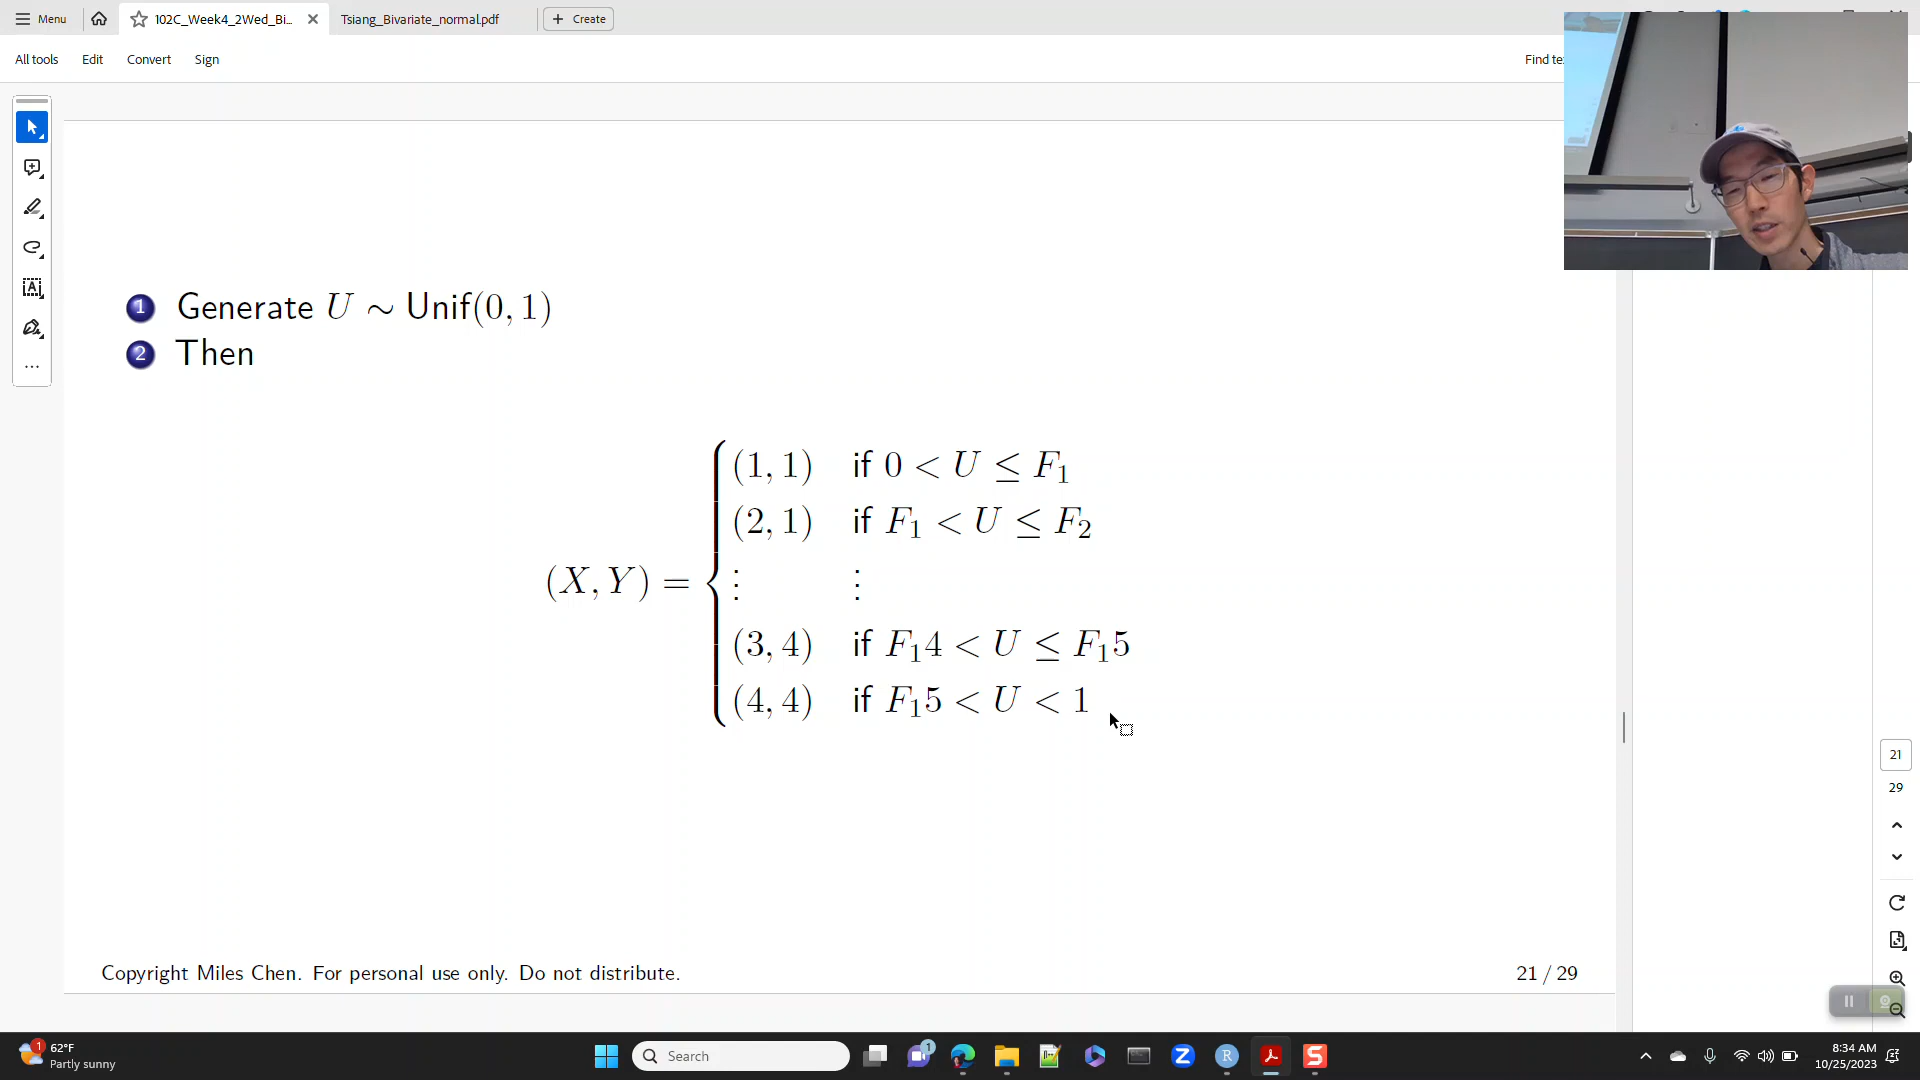 Menu
102C_Week4_2Wed_Bi...
Tsiang_Bivariate_normal.pdf
+ Create
All tools Edit Convert Sign
1 Generate U ∼ Unif(0, 1)
2 Then
(X, Y) =
(1, 1) if 0 < U ≤ F₁
(2, 1) if F₁ < U ≤ F₂
⋮ ⋮
(3, 4) if F₁4 < U ≤ F₁5
(4, 4) if F₁5 < U < 1
21
29
Copyright Miles Chen. For personal use only. Do not distribute.
21 / 29
1
62°F
Partly sunny
Search
1
8:34 AM
10/25/2023